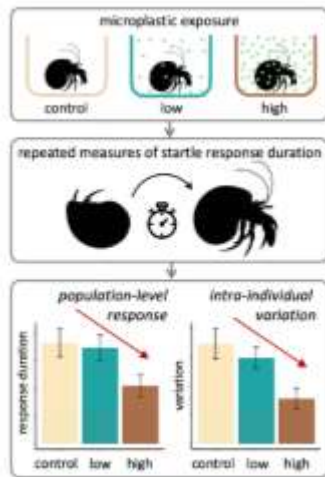 microplastic exposure
control low high
repeated measures of startle response duration
population-level
response
intra-individual
variation
response duration
control low high
variation
control low high